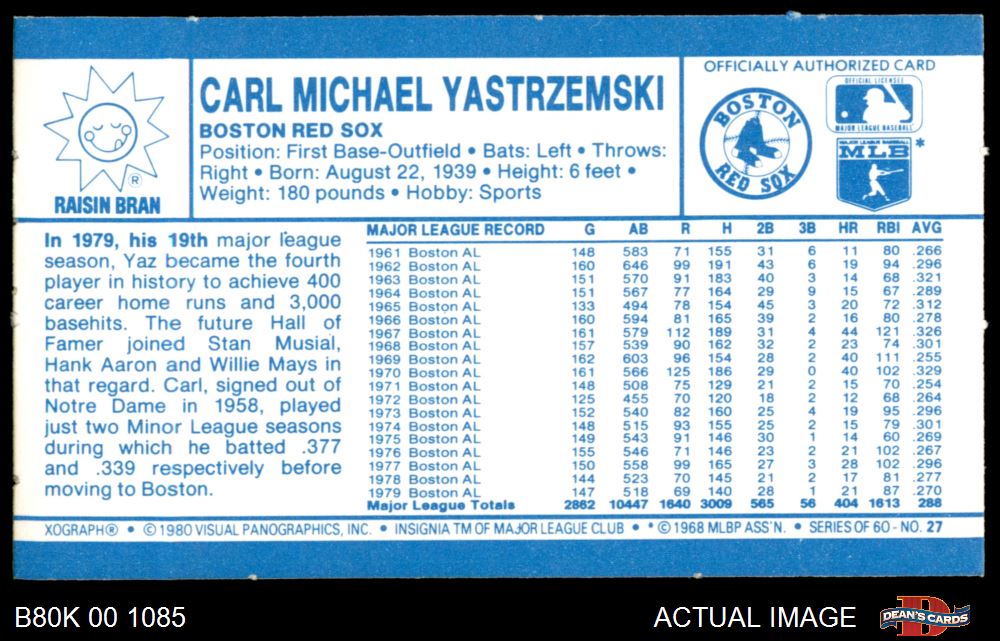 RAISIN BRAN
®
CARL MICHAEL YASTRZEMSKI
BOSTON RED SOX
Position: First Base-Outfield • Bats: Left • Throws:
Right • Born: August 22, 1939 • Height: 6 feet •
Weight: 180 pounds • Hobby: Sports
OFFICIALLY AUTHORIZED CARD
BOSTON
RED SOX
OFFICIAL LICENSEE
MAJOR LEAGUE BASEBALL
MAJOR LEAGUE BASEBALL
MLB *
In 1979, his 19th major league
season, Yaz became the fourth
player in history to achieve 400
career home runs and 3,000
basehits. The future Hall of
Famer joined Stan Musial,
Hank Aaron and Willie Mays in
that regard. Carl, signed out of
Notre Dame in 1958, played
just two Minor League seasons
during which he batted .377
and .339 respectively before
moving to Boston.
MAJOR LEAGUE RECORD G AB R H 2B 3B HR RBI AVG
1961 Boston AL 148 583 71 155 31 6 11 80 .266
1962 Boston AL 160 646 99 191 43 6 19 94 .296
1963 Boston AL 151 570 91 183 40 3 14 68 .321
1964 Boston AL 151 567 77 164 29 9 15 67 .289
1965 Boston AL 133 494 78 154 45 3 20 72 .312
1966 Boston AL 160 594 81 165 39 2 16 80 .278
1967 Boston AL 161 579 112 189 31 4 44 121 .326
1968 Boston AL 157 539 90 162 32 2 23 74 .301
1969 Boston AL 162 603 96 154 28 2 40 111 .255
1970 Boston AL 161 566 125 186 29 0 40 102 .329
1971 Boston AL 148 508 75 129 21 2 15 70 .254
1972 Boston AL 125 455 70 120 18 2 12 68 .264
1973 Boston AL 152 540 82 160 25 4 19 95 .296
1974 Boston AL 148 515 93 155 25 2 15 79 .301
1975 Boston AL 149 543 91 146 30 1 14 60 .269
1976 Boston AL 155 546 71 146 23 2 21 102 .267
1977 Boston AL 150 558 99 165 27 3 28 102 .296
1978 Boston AL 144 523 70 145 21 2 17 81 .277
1979 Boston AL 147 518 69 140 28 1 21 87 .270
Major League Totals 2862 10447 1640 3009 565 56 404 1613 288
XOGRAPH® • © 1980 VISUAL PANOGRAPHICS, INC. • INSIGNIA TM OF MAJOR LEAGUE CLUB • * © 1968 MLBP ASS'N. • SERIES OF 60 - NO. 27
B80K 00 1085
ACTUAL IMAGE
DEAN'S CARDS